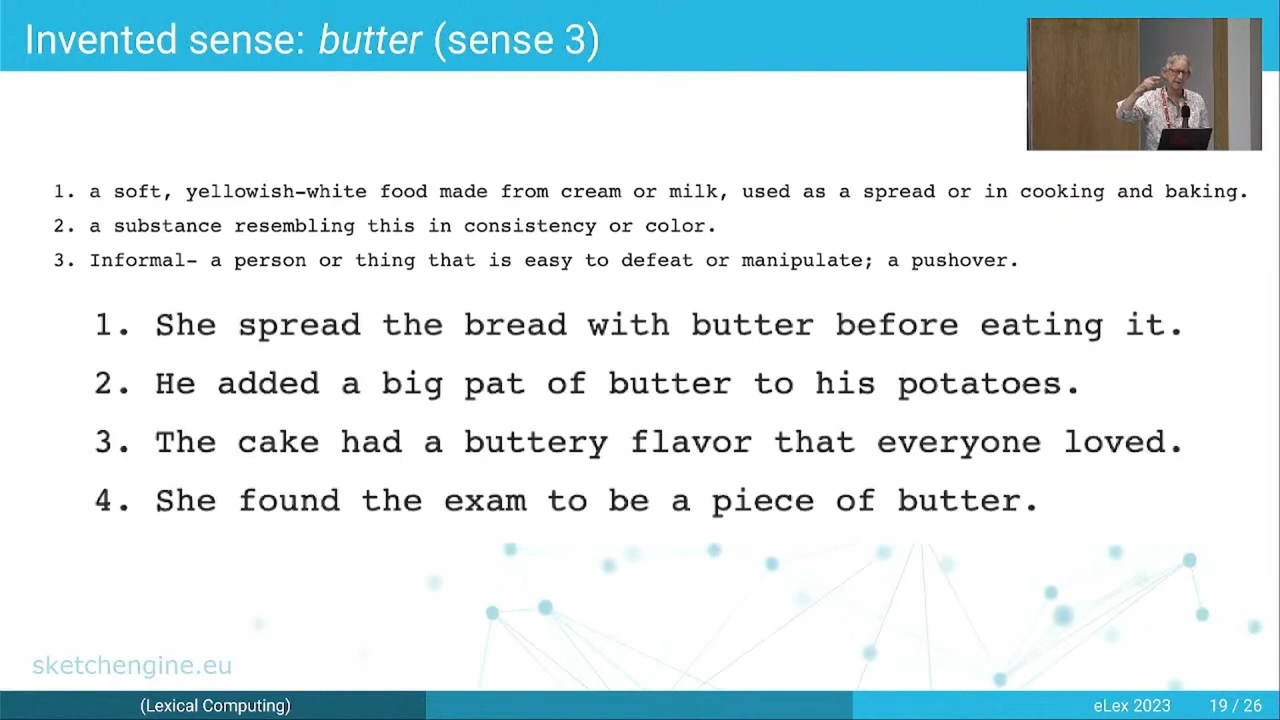 Invented sense: butter (sense 3)
1. a soft, yellowish-white food made from cream or milk, used as a spread or in cooking and baking.
2. a substance resembling this in consistency or color.
3. Informal- a person or thing that is easy to defeat or manipulate; a pushover.
1. She spread the bread with butter before eating it.
2. He added a big pat of butter to his potatoes.
3. The cake had a buttery flavor that everyone loved.
4. She found the exam to be a piece of butter.
sketchengine.eu
(Lexical Computing)
eLex 2023
19 / 26